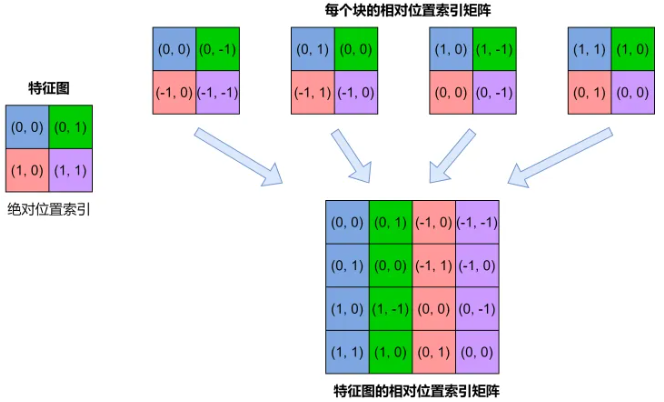 每个块的相对位置索引矩阵
(0, 0) (0, -1) (0, 1) (0, 0) (1, 0) (1, -1) (1, 1) (1, 0)
(-1, 0) (-1, -1) (-1, 1) (-1, 0) (0, 0) (0, -1) (0, 1) (0, 0)
特征图
(0, 0) (0, 1)
(1, 0) (1, 1)
绝对位置索引
(0, 0) (0, 1) (-1, 0) (-1, -1)
(0, 1) (0, 0) (-1, 1) (-1, 0)
(1, 0) (1, -1) (0, 0) (0, -1)
(1, 1) (1, 0) (0, 1) (0, 0)
特征图的相对位置索引矩阵